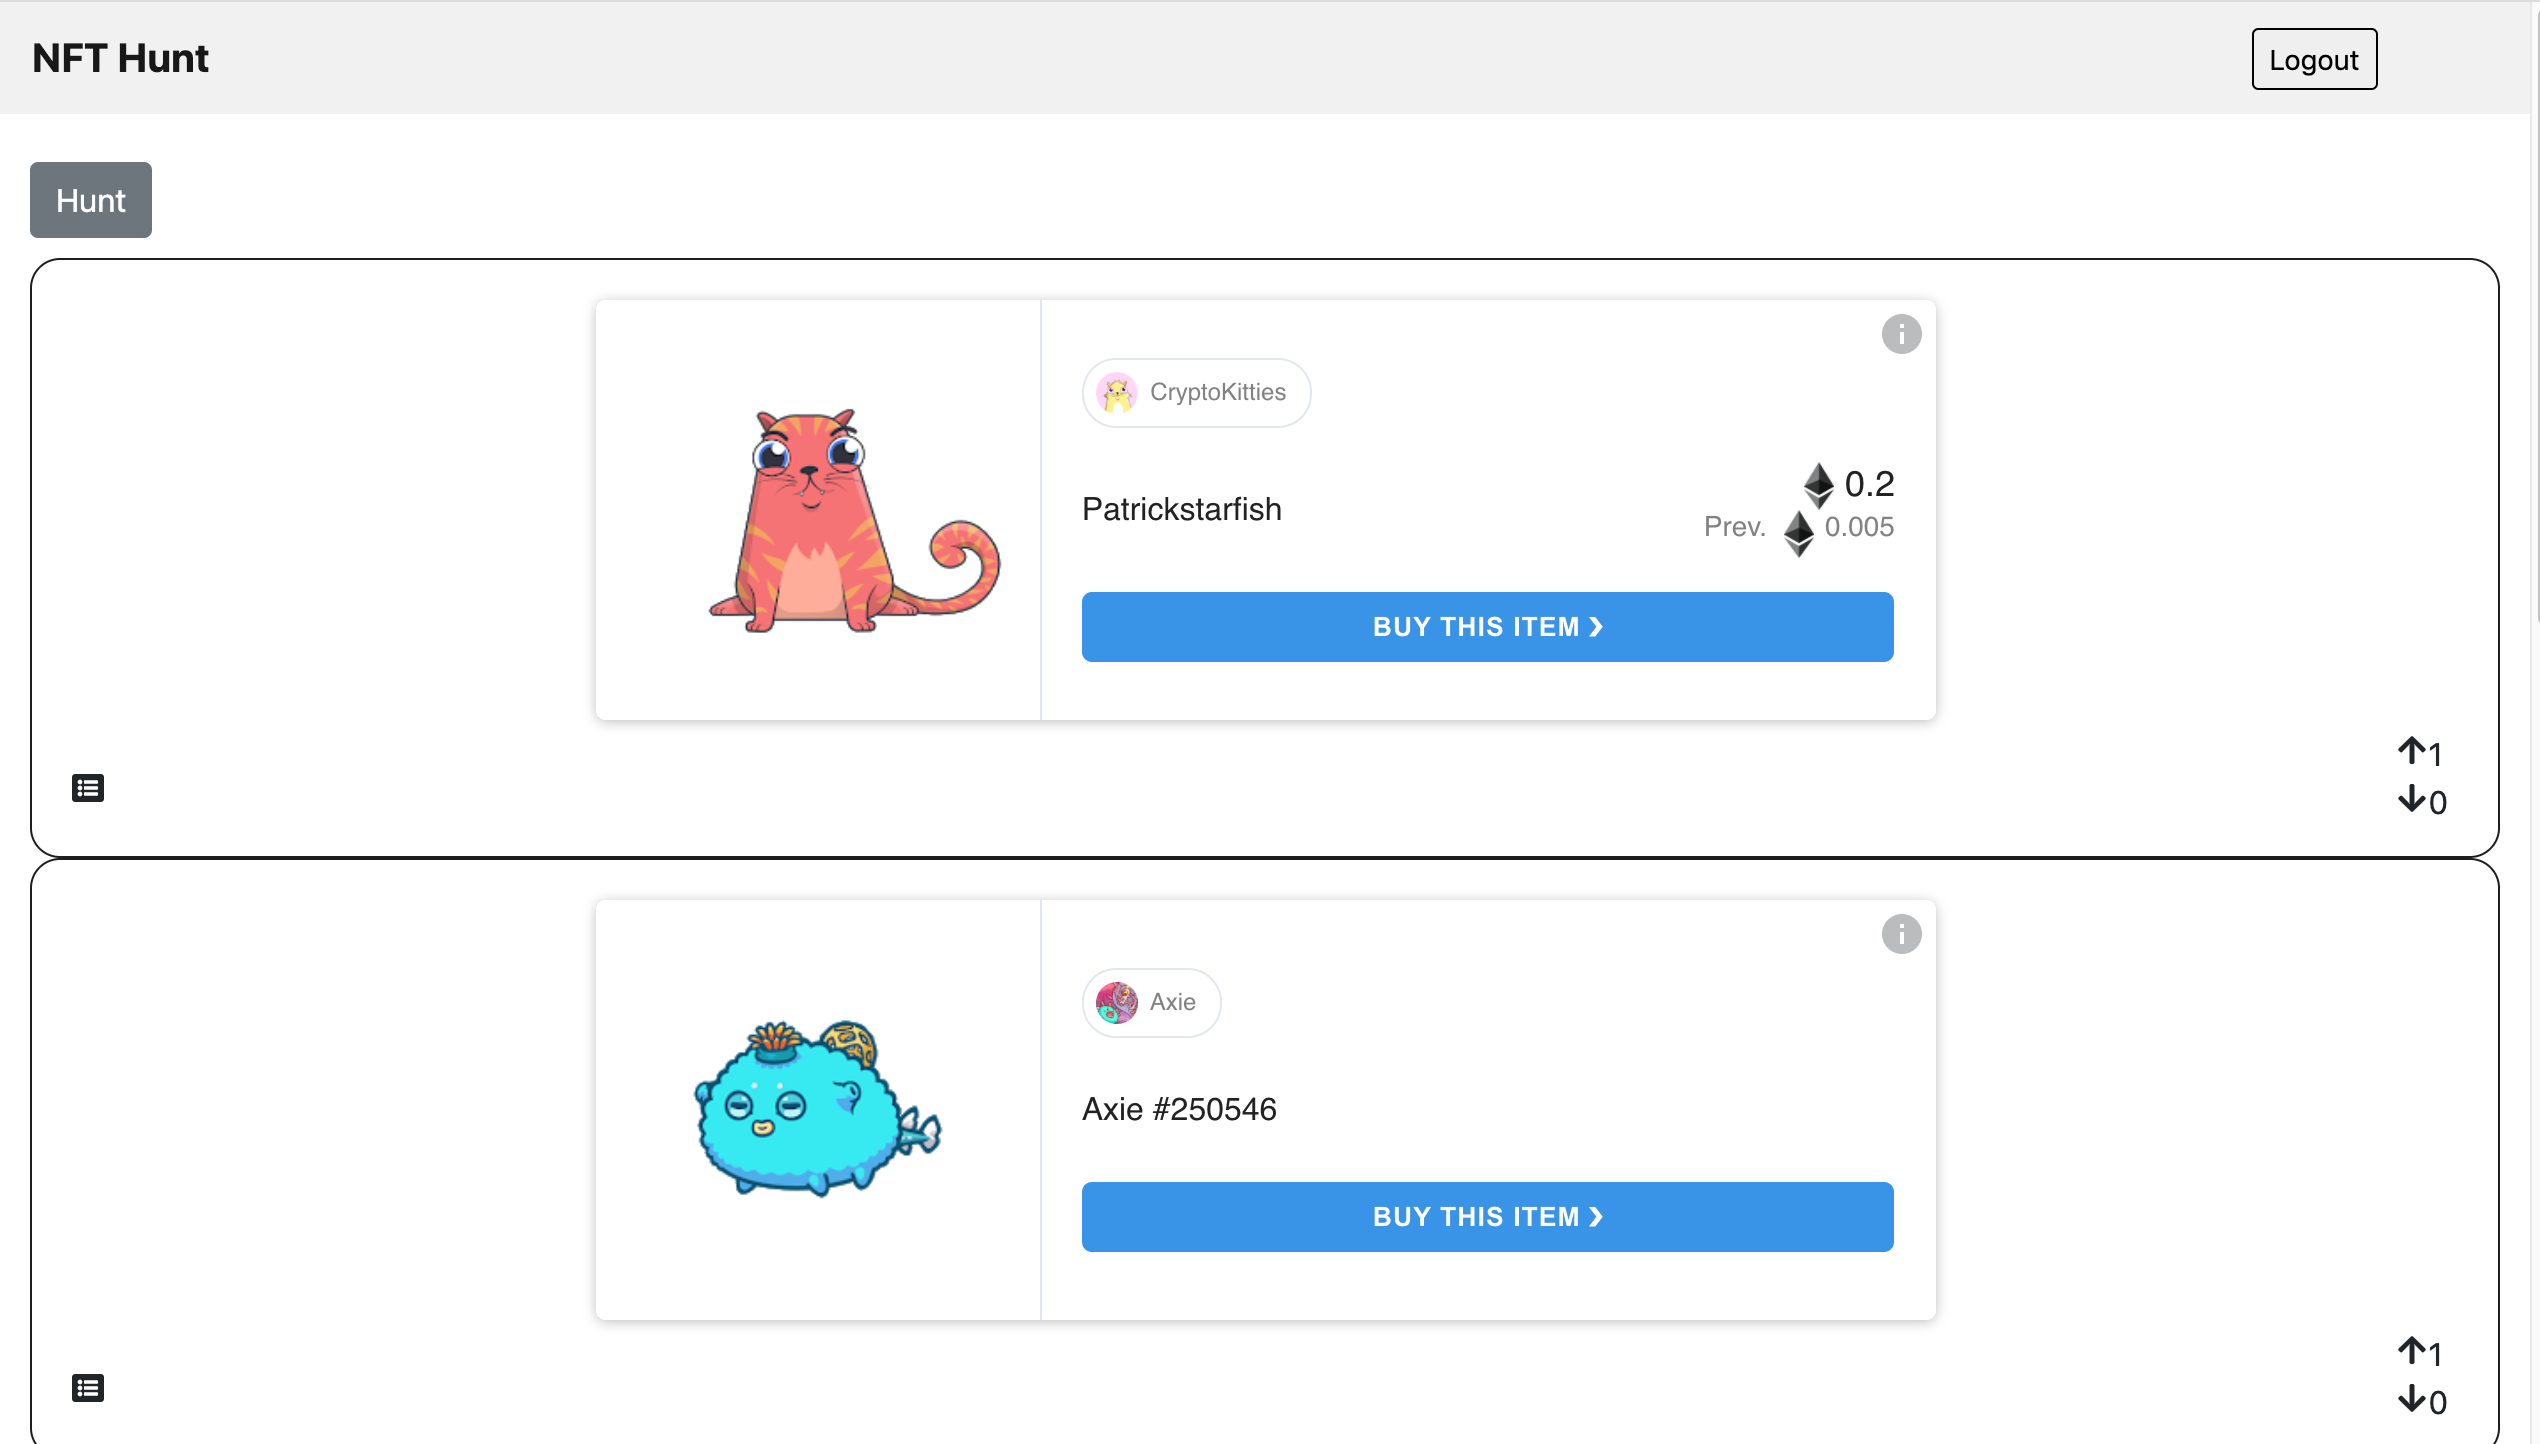 NFT Hunt
Logout
Hunt
CryptoKitties
Patrickstarfish
0.2
Prev. 0.005
BUY THIS ITEM ❯
1
0
Axie
Axie #250546
BUY THIS ITEM ❯
1
0